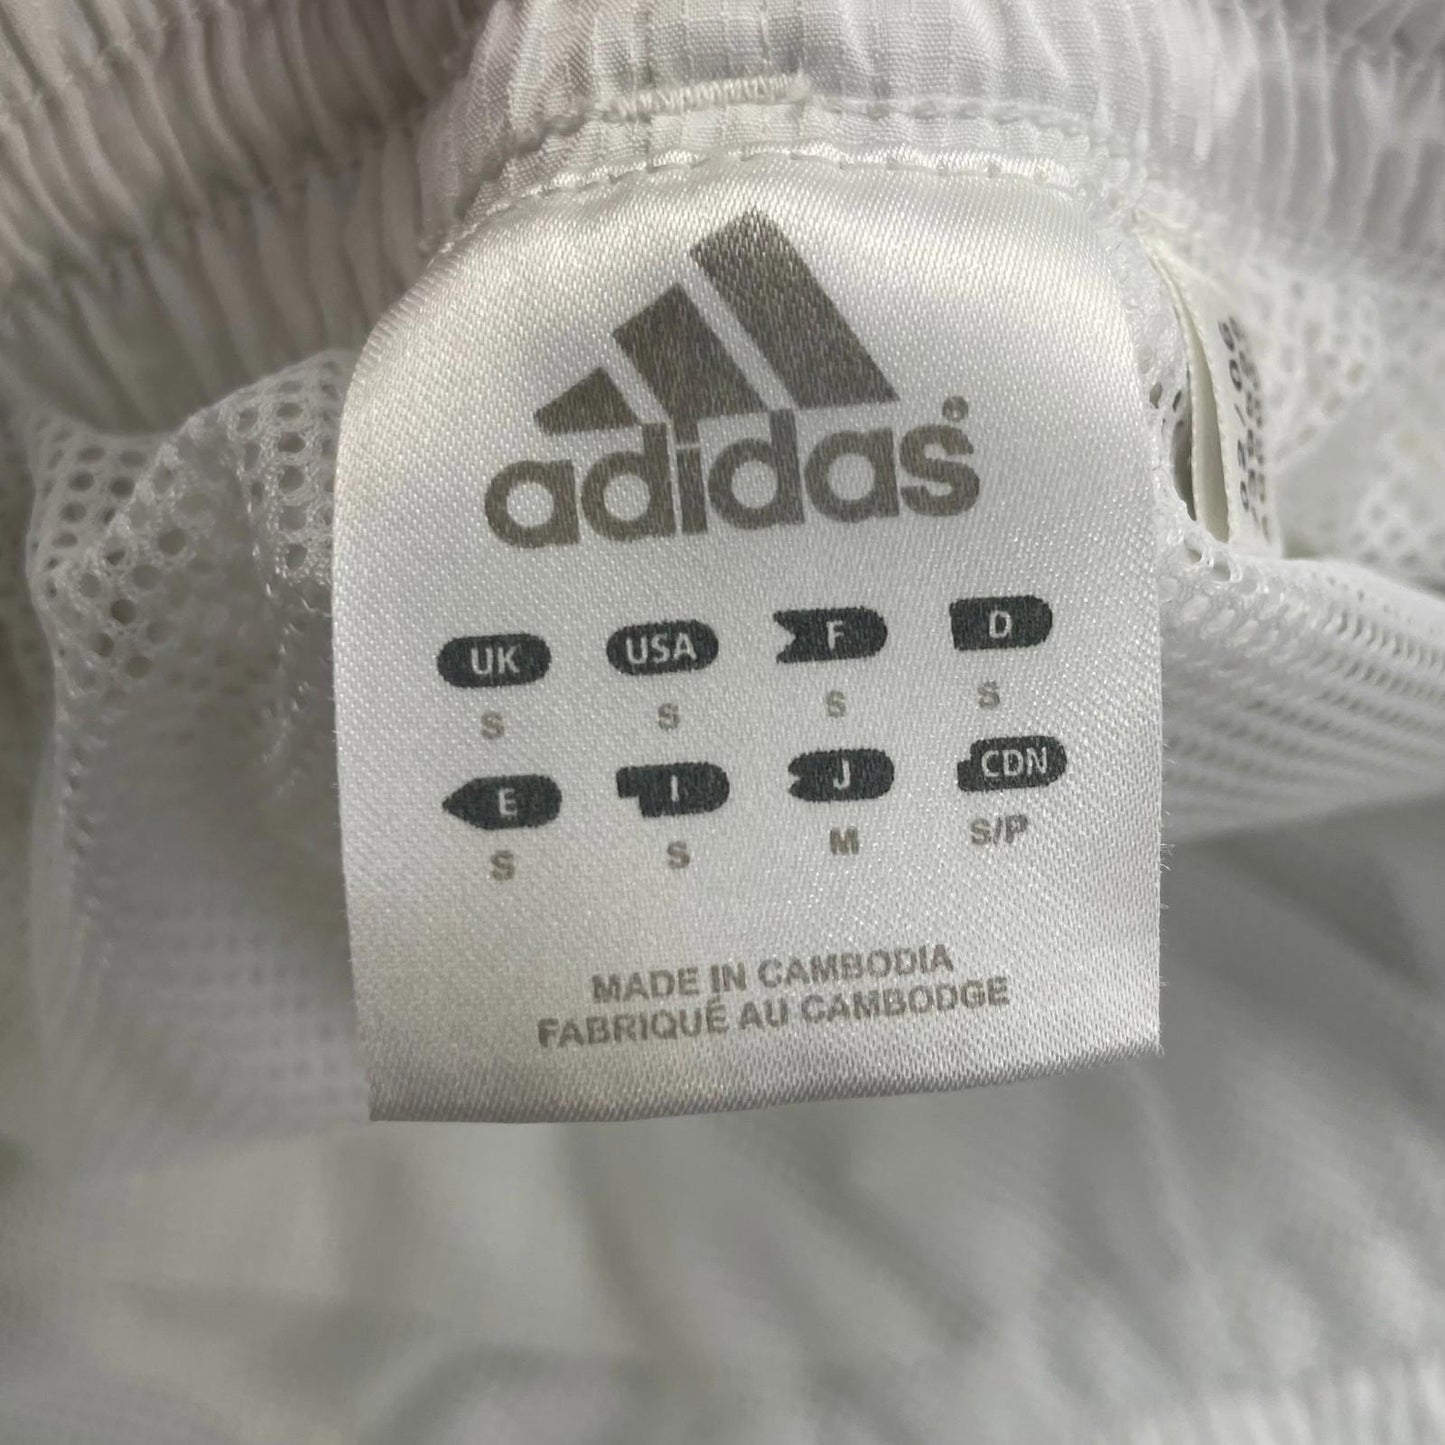 adidas®
UK USA F D
S S S S
E I J CDN
S S M S/P
MADE IN CAMBODIA
FABRIQUÉ AU CAMBODGE